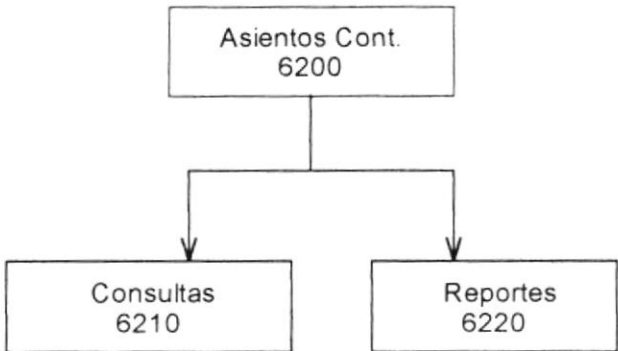 Asientos Cont.
6200
Consultas
6210
Reportes
6220